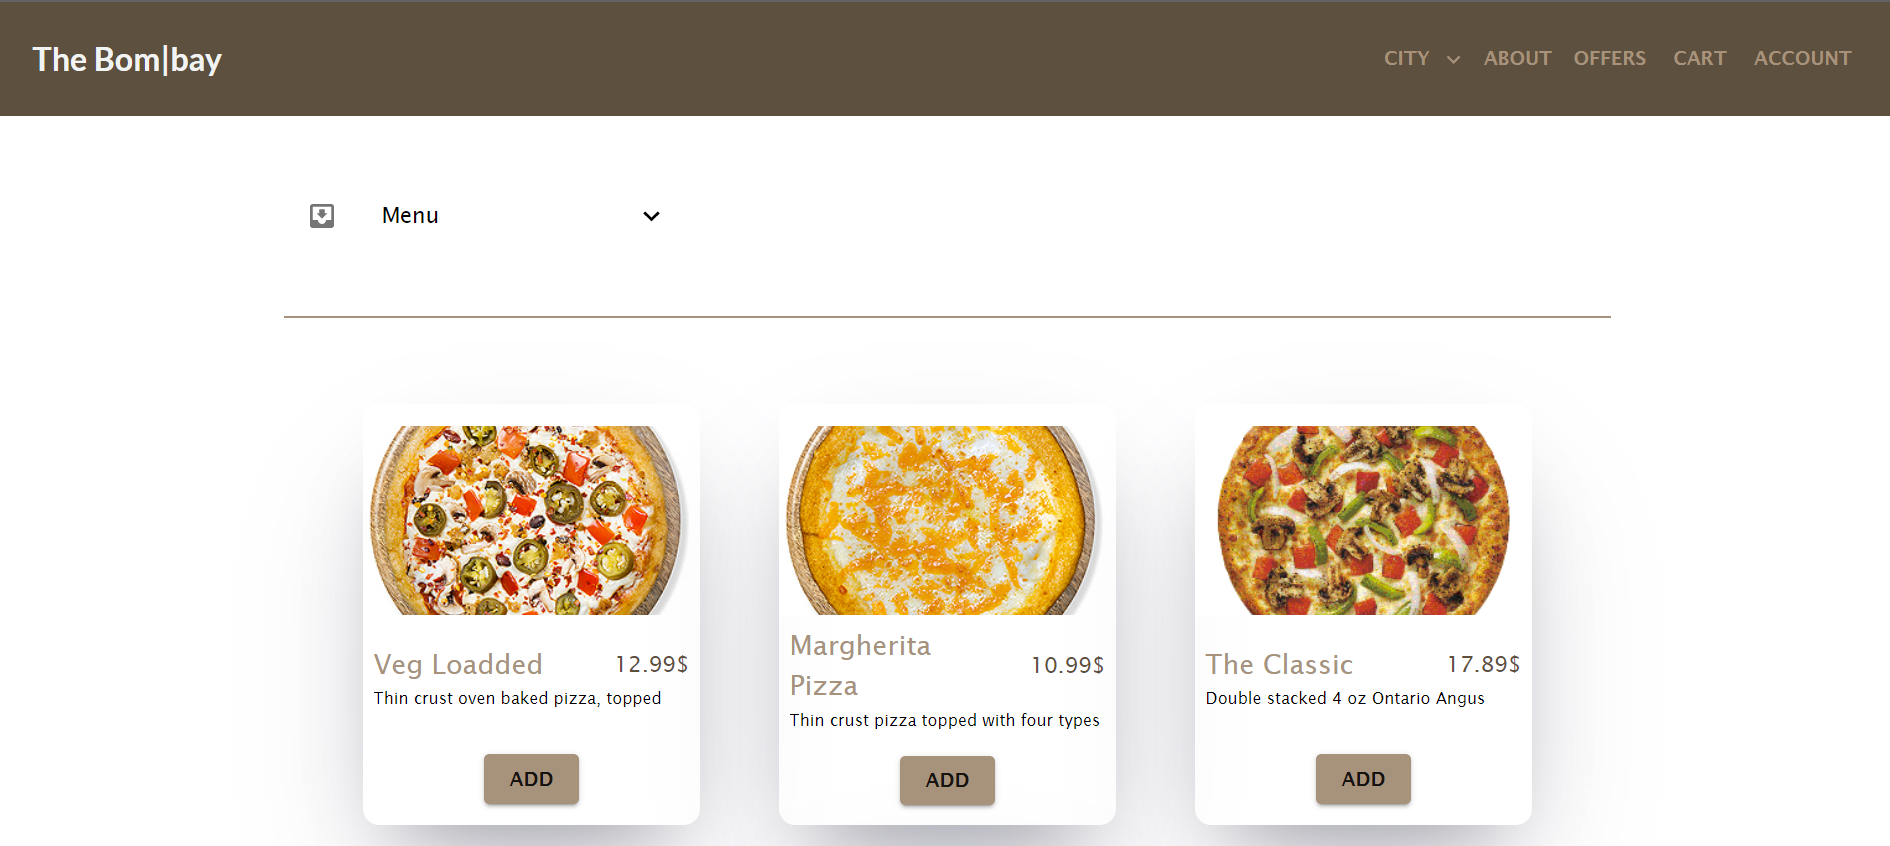 The Bom|bay
CITY ABOUT OFFERS CART ACCOUNT
Menu
Veg Loadded 12.99$
Thin crust oven baked pizza, topped
ADD
Margherita
Pizza
10.99$
Thin crust pizza topped with four types
ADD
The Classic 17.89$
Double stacked 4 oz Ontario Angus
ADD